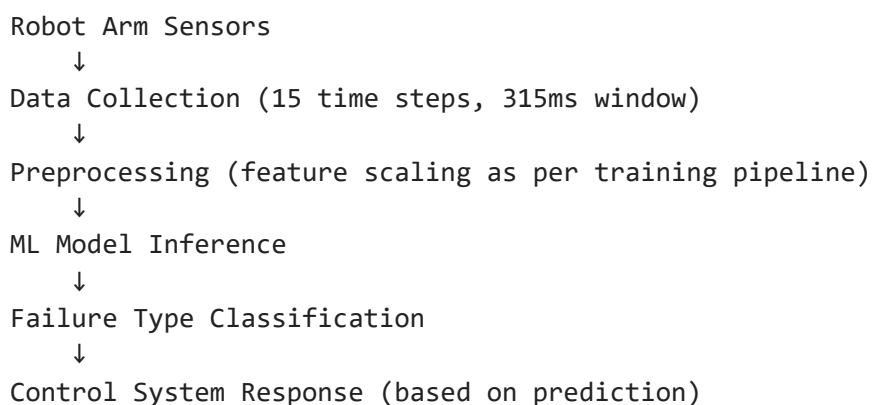 Robot Arm Sensors
↓
Data Collection (15 time steps, 315ms window)
↓
Preprocessing (feature scaling as per training pipeline)
↓
ML Model Inference
↓
Failure Type Classification
↓
Control System Response (based on prediction)